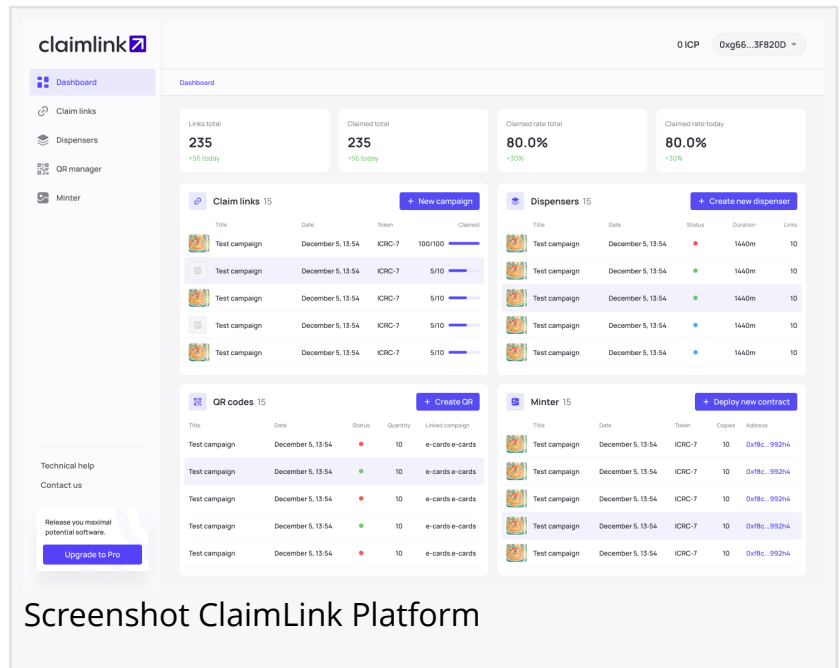 claimlink
0 ICP 0xg66...3F820D
Dashboard
Claim links
Dispensers
QR manager
Minter
Technical help
Contact us
Release you maximal
potential software.
Upgrade to Pro
Dashboard
Links total
235
+56 today
Claimed total
235
+56 today
Claimed rate total
80.0%
+30%
Claimed rate today
80.0%
+30%
Claim links 15 + New campaign
Title Date Token Claimed
Test campaign December 5, 13:54 ICRC-7 100/100
Test campaign December 5, 13:54 ICRC-7 5/10
Test campaign December 5, 13:54 ICRC-7 5/10
Test campaign December 5, 13:54 ICRC-7 5/10
Test campaign December 5, 13:54 ICRC-7 5/10
Dispensers 15 + Create new dispenser
Title Date Status Duration Links
Test campaign December 5, 13:54 1440m 10
Test campaign December 5, 13:54 1440m 10
Test campaign December 5, 13:54 1440m 10
Test campaign December 5, 13:54 1440m 10
Test campaign December 5, 13:54 1440m 10
QR codes 15 + Create QR
Title Date Status Quantity Linked campaign
Test campaign December 5, 13:54 10 e-cards e-cards
Test campaign December 5, 13:54 10 e-cards e-cards
Test campaign December 5, 13:54 10 e-cards e-cards
Test campaign December 5, 13:54 10 e-cards e-cards
Test campaign December 5, 13:54 10 e-cards e-cards
Minter 15 + Deploy new contract
Title Date Token Copies Address
Test campaign December 5, 13:54 ICRC-7 10 0xf8c...992h4
Test campaign December 5, 13:54 ICRC-7 10 0xf8c...992h4
Test campaign December 5, 13:54 ICRC-7 10 0xf8c...992h4
Test campaign December 5, 13:54 ICRC-7 10 0xf8c...992h4
Test campaign December 5, 13:54 ICRC-7 10 0xf8c...992h4
Screenshot ClaimLink Platform